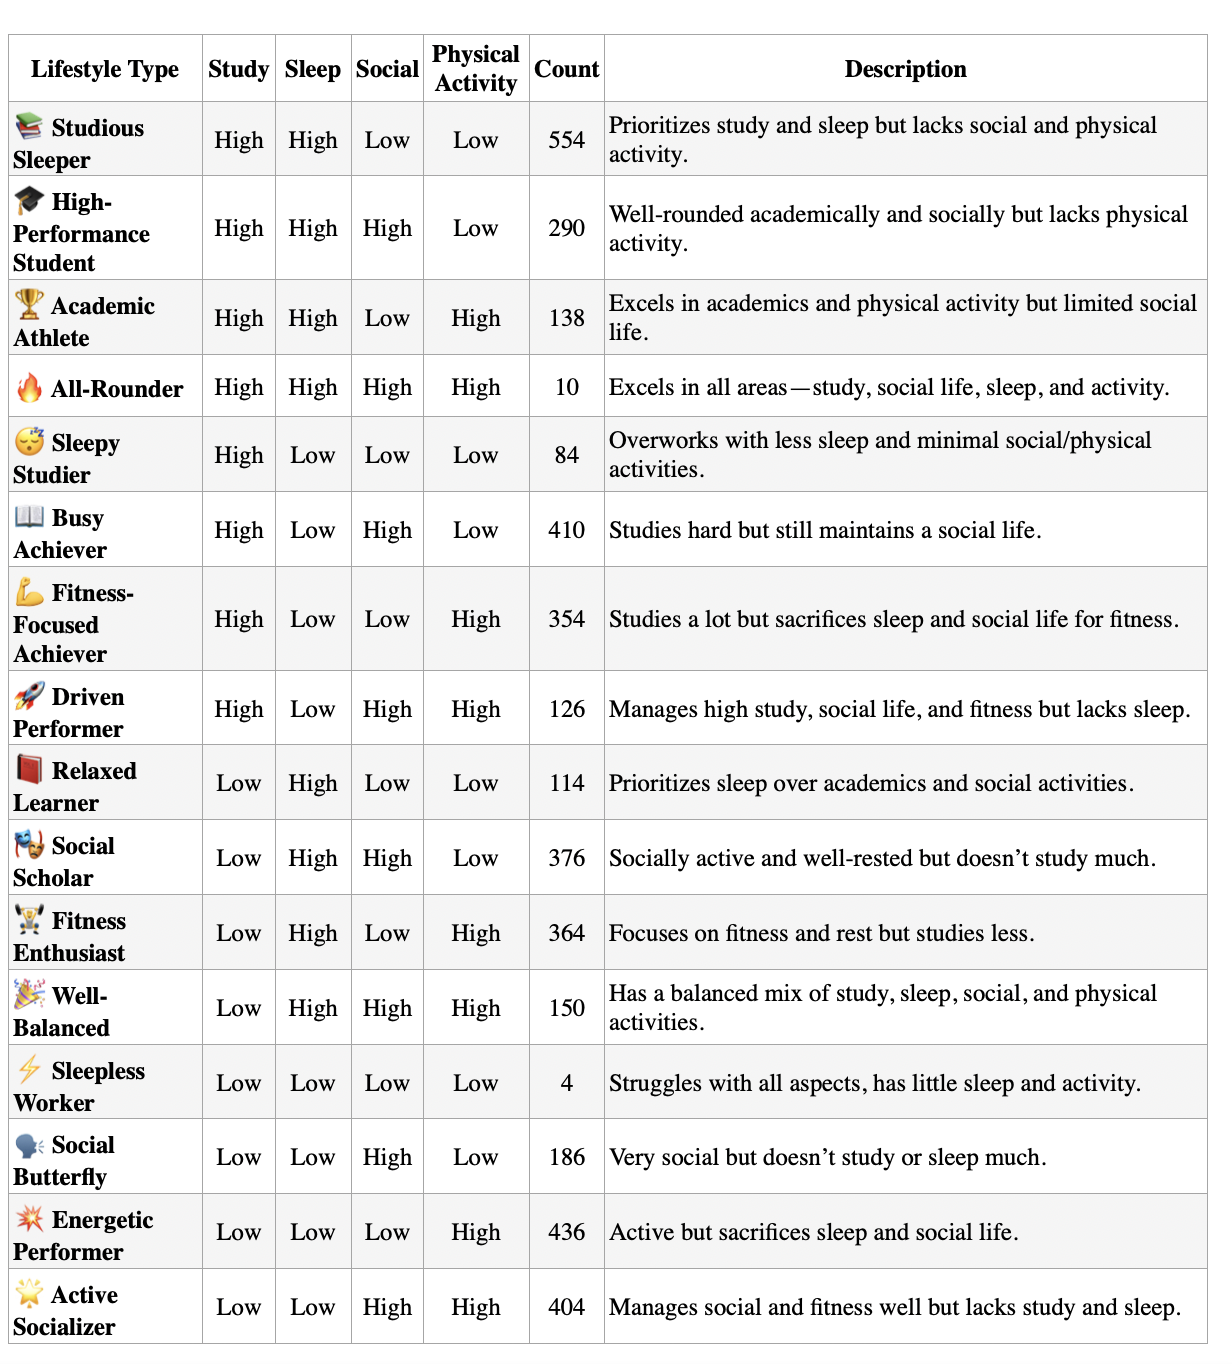 Lifestyle Type Study Sleep Social Physical Activity Count Description
📚 Studious Sleeper High High Low Low 554 Prioritizes study and sleep but lacks social and physical activity.
🎓 High-Performance Student High High High Low 290 Well-rounded academically and socially but lacks physical activity.
🏆 Academic Athlete High High Low High 138 Excels in academics and physical activity but limited social life.
🔥 All-Rounder High High High High 10 Excels in all areas—study, social life, sleep, and activity.
😴 Sleepy Studier High Low Low Low 84 Overworks with less sleep and minimal social/physical activities.
📖 Busy Achiever High Low High Low 410 Studies hard but still maintains a social life.
💪 Fitness-Focused Achiever High Low Low High 354 Studies a lot but sacrifices sleep and social life for fitness.
🚀 Driven Performer High Low High High 126 Manages high study, social life, and fitness but lacks sleep.
📕 Relaxed Learner Low High Low Low 114 Prioritizes sleep over academics and social activities.
🎭 Social Scholar Low High High Low 376 Socially active and well-rested but doesn’t study much.
🏋️ Fitness Enthusiast Low High Low High 364 Focuses on fitness and rest but studies less.
🎉 Well-Balanced Low High High High 150 Has a balanced mix of study, sleep, social, and physical activities.
⚡ Sleepless Worker Low Low Low Low 4 Struggles with all aspects, has little sleep and activity.
🗣️ Social Butterfly Low Low High Low 186 Very social but doesn’t study or sleep much.
💥 Energetic Performer Low Low Low High 436 Active but sacrifices sleep and social life.
🌟 Active Socializer Low Low High High 404 Manages social and fitness well but lacks study and sleep.